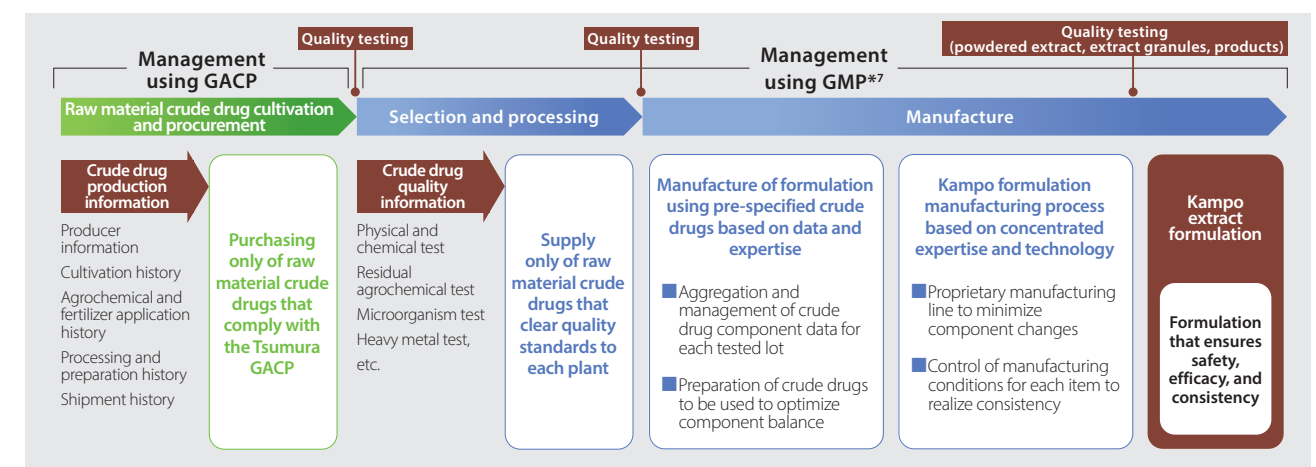 Quality testing
Quality testing
Quality testing
(powdered extract, extract granules, products)
Management
using GACP
Management
using GMP*7
Raw material crude drug cultivation
and procurement
Selection and processing
Manufacture
Crude drug
production
information
Producer
information
Cultivation history
Agrochemical and
fertilizer application
history
Processing and
preparation history
Shipment history
Purchasing
only of raw
material crude
drugs that
comply with
the Tsumura
GACP
Crude drug
quality
information
Physical and
chemical test
Residual
agrochemical test
Microorganism test
Heavy metal test,
etc.
Supply
only of raw
material crude
drugs that
clear quality
standards to
each plant
Manufacture of formulation
using pre-specified crude
drugs based on data and
expertise
■Aggregation and
management of crude
drug component data for
each tested lot
■Preparation of crude drugs
to be used to optimize
component balance
Kampo formulation
manufacturing process
based on concentrated
expertise and technology
■Proprietary manufacturing
line to minimize
component changes
■Control of manufacturing
conditions for each item to
realize consistency
Kampo
extract
formulation
Formulation
that ensures
safety,
efficacy, and
consistency